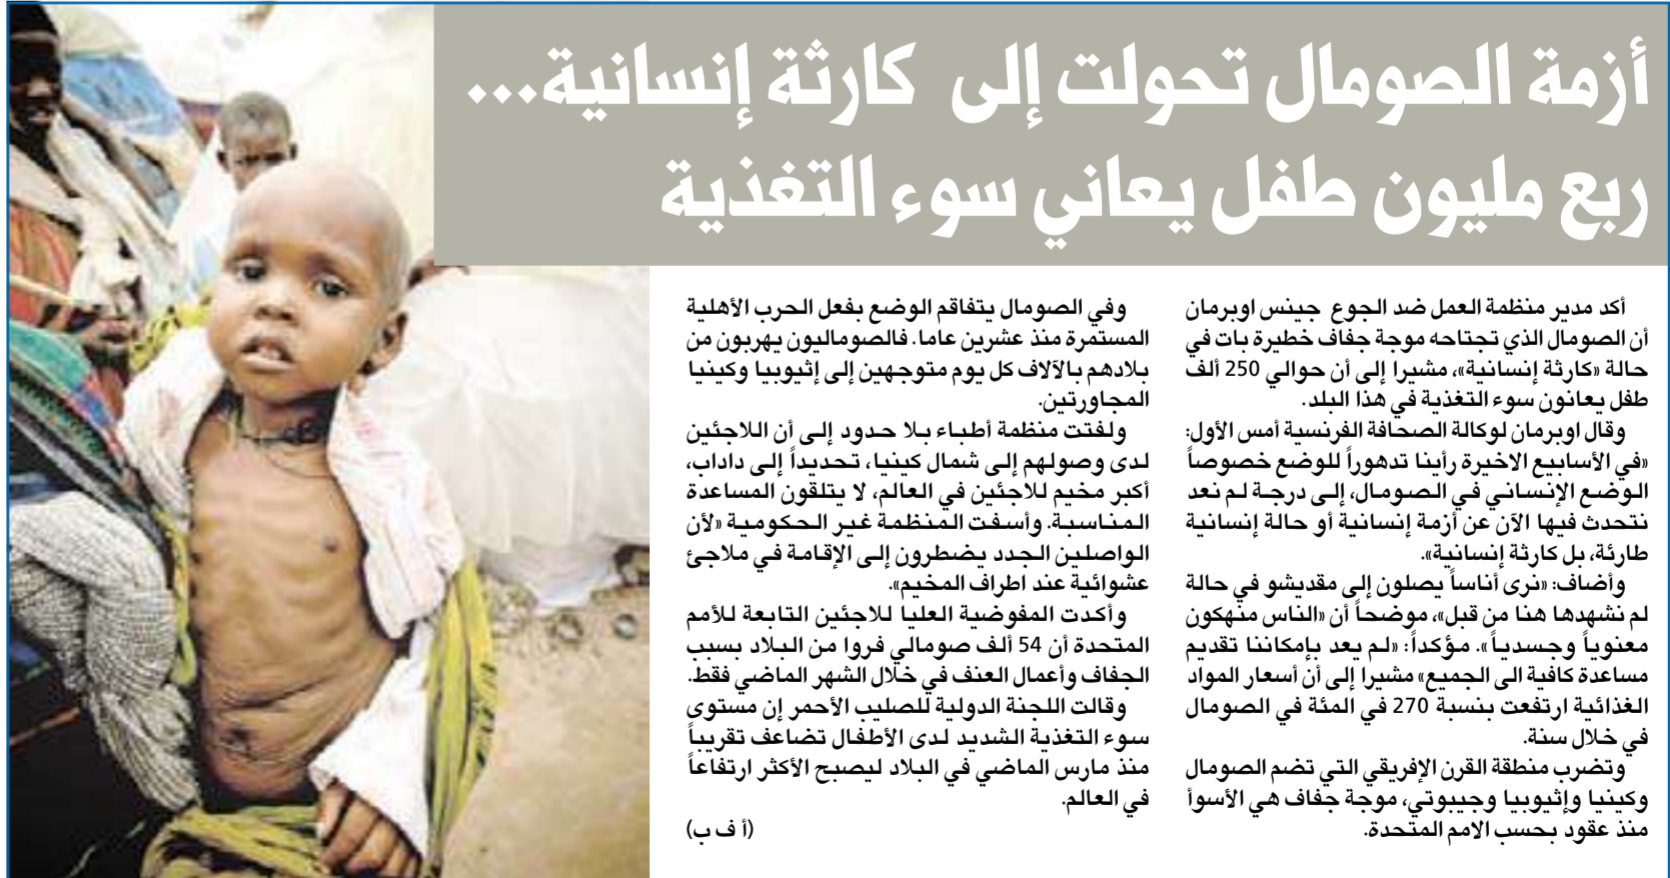 أزمة الصومال تحولت إلى كارثة إنسانية...
ربع مليون طفل يعاني سوء التغذية
أكد مدير منظمة العمل ضد الجوع جينس اوبرمان
أن الصومال الذي تجتاحه موجة جفاف خطيرة بات في
حالة «كارثة إنسانية»، مشيرا إلى أن حوالي 250 ألف
طفل يعانون سوء التغذية في هذا البلد.
وقال اوبرمان لوكالة الصحافة الفرنسية أمس الأول:
«في الأسابيع الاخيرة رأينا تدهوراً للوضع خصوصاً
الوضع الإنساني في الصومال، إلى درجة لم نعد
نتحدث فيها الآن عن أزمة إنسانية أو حالة إنسانية
طارئة، بل كارثة إنسانية».
وأضاف: «نرى أناساً يصلون إلى مقديشو في حالة
لم نشهدها هنا من قبل»، موضحاً أن «الناس منهكون
معنوياً وجسدياً». مؤكداً: «لم يعد بإمكاننا تقديم
مساعدة كافية الى الجميع» مشيرا إلى أن أسعار المواد
الغذائية ارتفعت بنسبة 270 في المئة في الصومال
في خلال سنة.
وتضرب منطقة القرن الإفريقي التي تضم الصومال
وكينيا وإثيوبيا وجيبوتي، موجة جفاف هي الأسوأ
منذ عقود بحسب الامم المتحدة.
وفي الصومال يتفاقم الوضع بفعل الحرب الأهلية
المستمرة منذ عشرين عاما. فالصوماليون يهربون من
بلادهم بالآلاف كل يوم متوجهين إلى إثيوبيا وكينيا
المجاورتين.
ولفتت منظمة أطباء بلا حدود إلى أن اللاجئين
لدى وصولهم إلى شمال كينيا، تحديداً إلى داداب،
أكبر مخيم للاجئين في العالم، لا يتلقون المساعدة
المناسبة. وأسفت المنظمة غير الحكومية «لأن
الواصلين الجدد يضطرون إلى الإقامة في ملاجئ
عشوائية عند اطراف المخيم».
وأكدت المفوضية العليا للاجئين التابعة للأمم
المتحدة أن 54 ألف صومالي فروا من البلاد بسبب
الجفاف وأعمال العنف في خلال الشهر الماضي فقط.
وقالت اللجنة الدولية للصليب الأحمر إن مستوى
سوء التغذية الشديد لدى الأطفال تضاعف تقريباً
منذ مارس الماضي في البلاد ليصبح الأكثر ارتفاعاً
في العالم.
(أ ف ب)